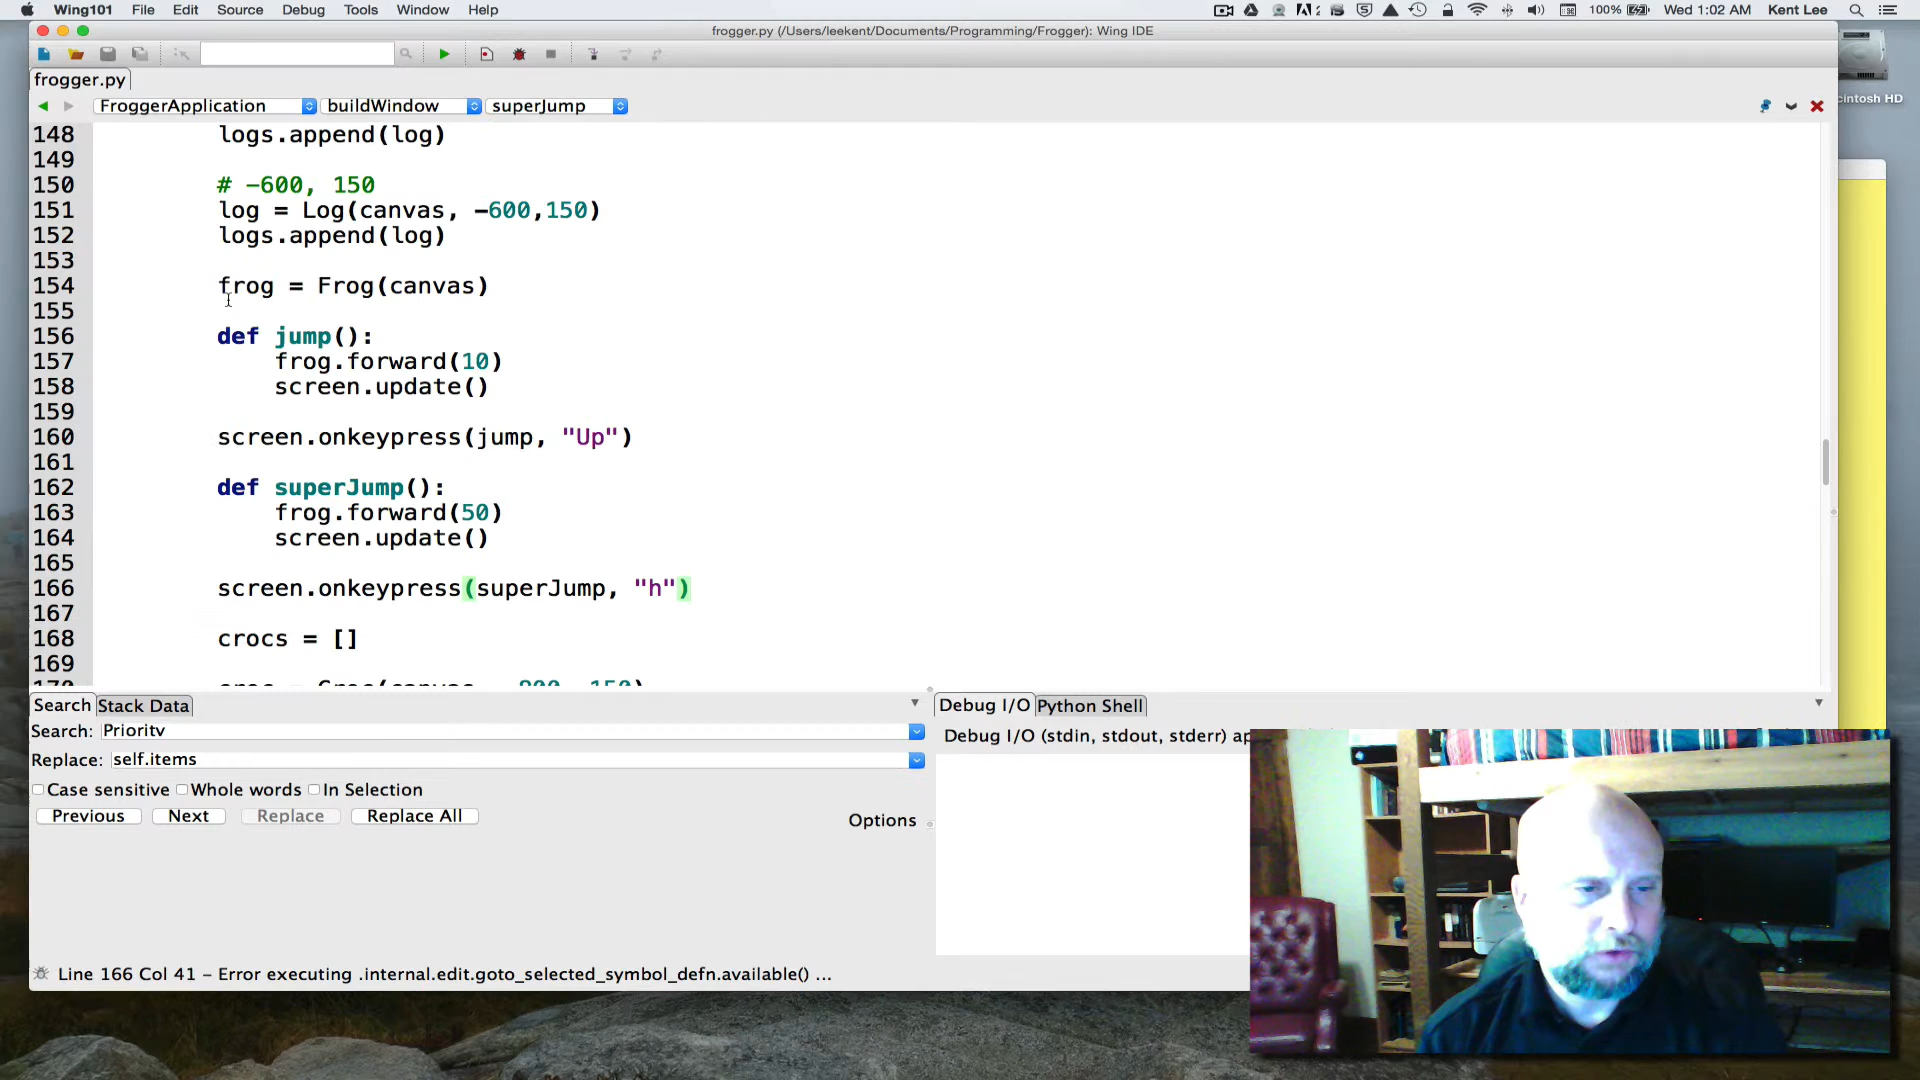 Wing101 File Edit Source Debug Tools Window Help
100% Wed 1:02 AM Kent Lee
frogger.py (/Users/leekent/Documents/Programming/Frogger): Wing IDE
frogger.py
FroggerApplication buildWindow superJump
cintosh HD
148 logs.append(log)
149
150 # -600, 150
151 log = Log(canvas, -600,150)
152 logs.append(log)
153
154 frog = Frog(canvas)
155
156 def jump():
157 frog.forward(10)
158 screen.update()
159
160 screen.onkeypress(jump, "Up")
161
162 def superJump():
163 frog.forward(50)
164 screen.update()
165
166 screen.onkeypress(superJump, "h")
167
168 crocs = []
169
Search Stack Data
Debug I/O Python Shell
Search: Priority
Debug I/O (stdin, stdout, stderr) ap
Replace: self.items
Case sensitive Whole words In Selection
Previous Next Replace Replace All
Options
Line 166 Col 41 - Error executing .internal.edit.goto_selected_symbol_defn.available() ...